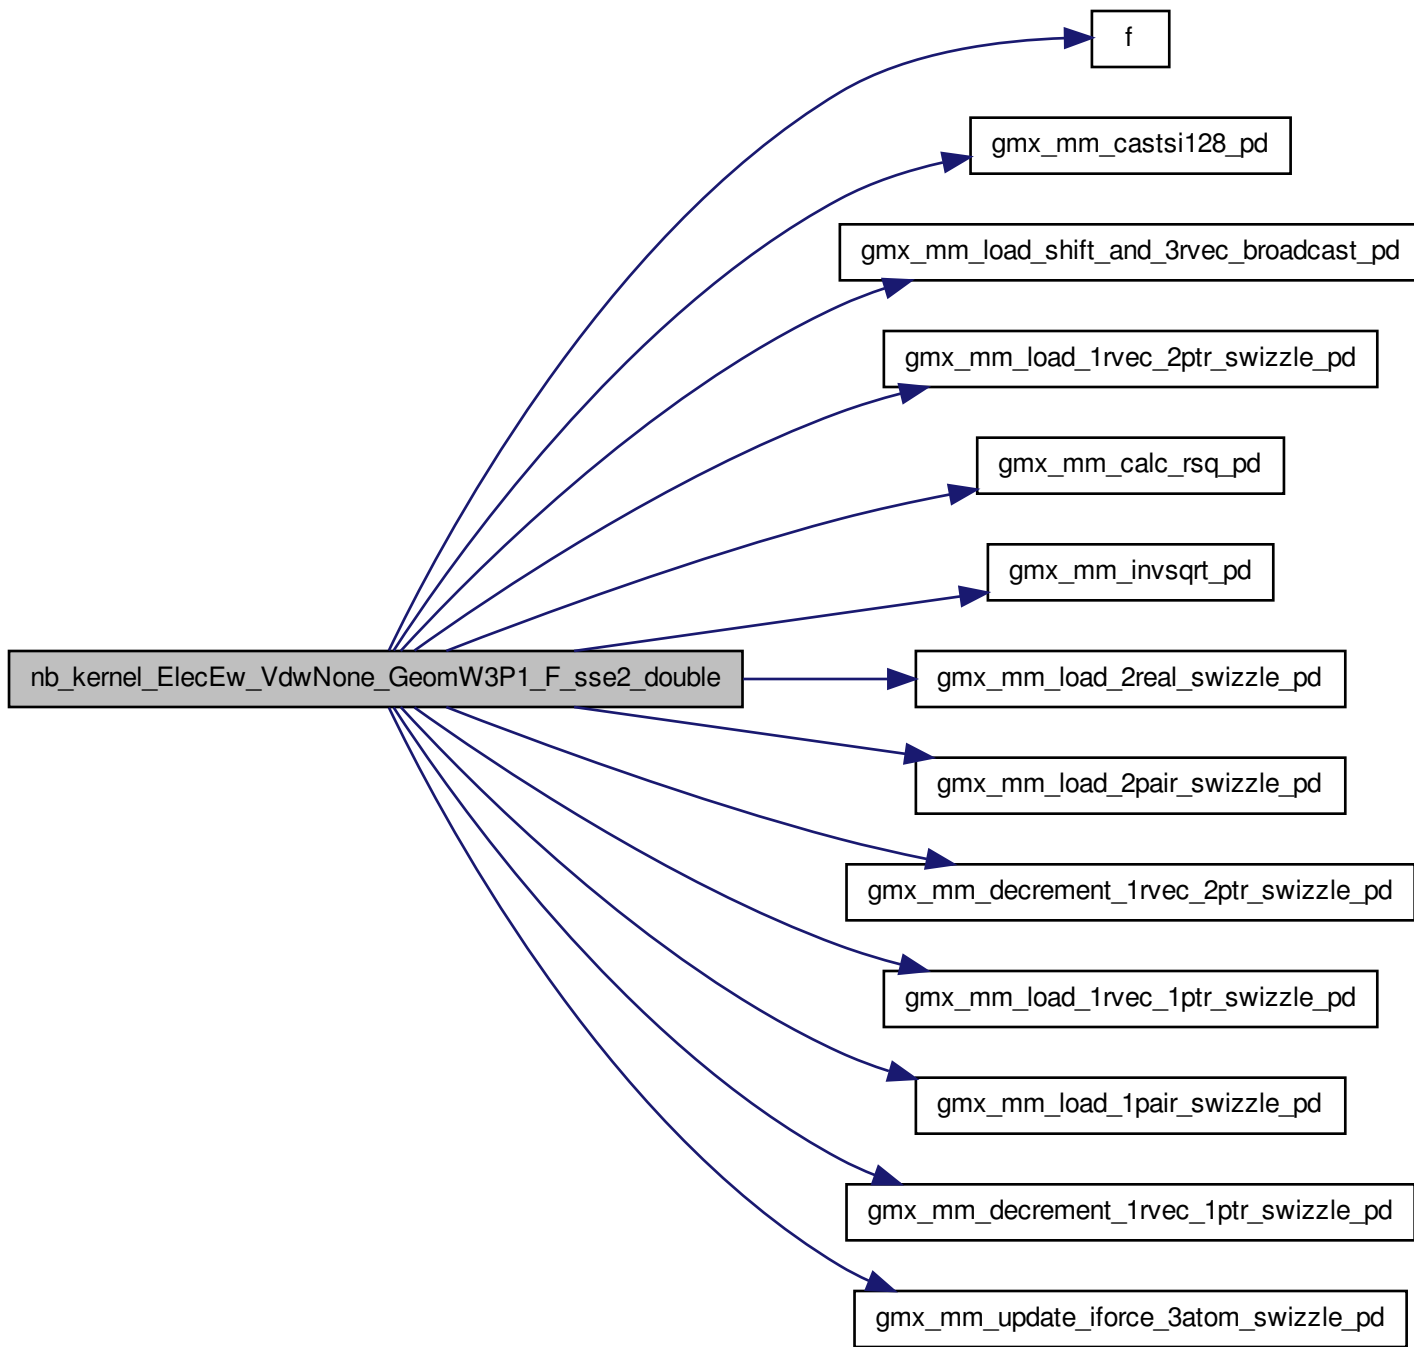 f
gmx_mm_castsi128_pd
gmx_mm_load_shift_and_3rvec_broadcast_pd
gmx_mm_load_1rvec_2ptr_swizzle_pd
gmx_mm_calc_rsq_pd
gmx_mm_invsqrt_pd
nb_kernel_ElecEw_VdwNone_GeomW3P1_F_sse2_double
gmx_mm_load_2real_swizzle_pd
gmx_mm_load_2pair_swizzle_pd
gmx_mm_decrement_1rvec_2ptr_swizzle_pd
gmx_mm_load_1rvec_1ptr_swizzle_pd
gmx_mm_load_1pair_swizzle_pd
gmx_mm_decrement_1rvec_1ptr_swizzle_pd
gmx_mm_update_iforce_3atom_swizzle_pd